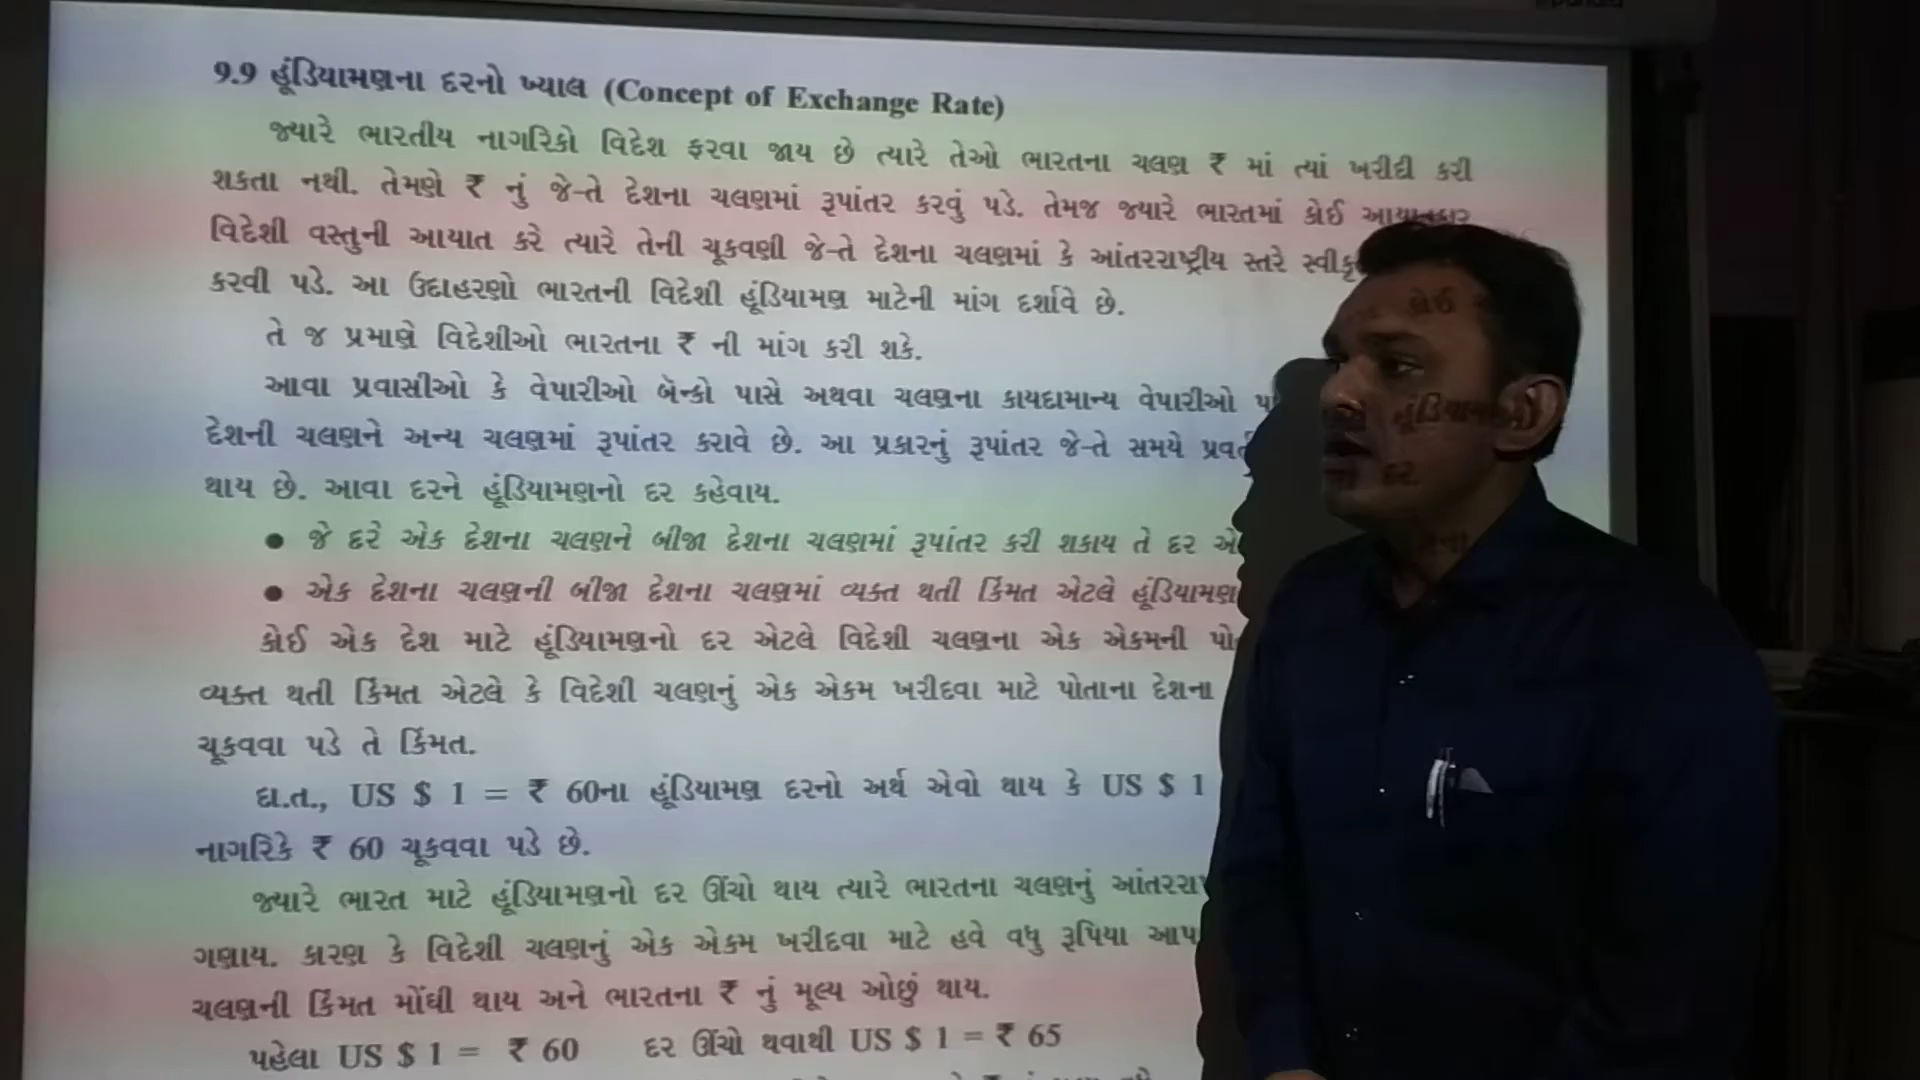 9.9 હૂંડિયામણના દરનો ખ્યાલ (Concept of Exchange Rate)
જ્યારે ભારતીય નાગરિકો વિદેશ ફરવા જાય છે ત્યારે તેઓ ભારતના ચલણ ₹ માં ત્યાં ખરીદી કરી
શકતા નથી. તેમણે ₹ નું જે-તે દેશના ચલણમાં રૂપાંતર કરવું પડે. તેમજ જ્યારે ભારતમાં કોઈ આયાતકાર
વિદેશી વસ્તુની આયાત કરે ત્યારે તેની ચૂકવણી જે-તે દેશના ચલણમાં કે આંતરરાષ્ટ્રીય સ્તરે
કરવી પડે. આ ઉદાહરણો ભારતની વિદેશી હૂંડિયામણ માટેની માંગ દર્શાવે છે.
તે જ પ્રમાણે વિદેશીઓ ભારતના ₹ ની માંગ કરી શકે.
આવા પ્રવાસીઓ કે વેપારીઓ બૅન્કો પાસે અથવા ચલણના કાયદામાન્ય વેપારીઓ
દેશની ચલણને અન્ય ચલણમાં રૂપાંતર કરાવે છે. આ પ્રકારનું રૂપાંતર જે-તે સમયે
થાય છે. આવા દરને હૂંડિયામણનો દર કહેવાય.
● જે દરે એક દેશના ચલણને બીજા દેશના ચલણમાં રૂપાંતર કરી શકાય તે દર
● એક દેશના ચલણની બીજા દેશના ચલણમાં વ્યક્ત થતી કિંમત એટલે હૂંડિયામણ
કોઈ એક દેશ માટે હૂંડિયામણનો દર એટલે વિદેશી ચલણના એક એકમની
વ્યક્ત થતી કિંમત એટલે કે વિદેશી ચલણનું એક એકમ ખરીદવા માટે પોતાના દેશના
ચૂકવવા પડે તે કિંમત.
દા.ત., US $ 1 = ₹ 60ના હૂંડિયામણ દરનો અર્થ એવો થાય કે US $ 1
નાગરિકે ₹ 60 ચૂકવવા પડે છે.
જ્યારે ભારત માટે હૂંડિયામણનો દર ઊંચો થાય ત્યારે ભારતના ચલણનું
ગણાય. કારણ કે વિદેશી ચલણનું એક એકમ ખરીદવા માટે હવે વધુ રૂપિયા
ચલણની કિંમત મોંઘી થાય અને ભારતના ₹ નું મૂલ્ય ઓછું થાય.
પહેલા US $ 1 = ₹ 60 દર ઊંચો થવાથી US $ 1 = ₹ 65